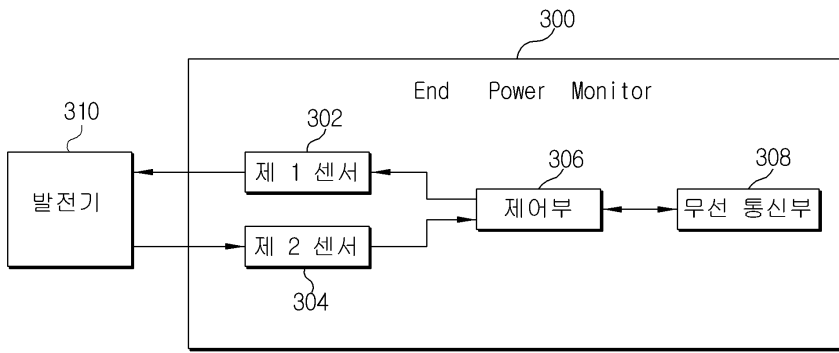 300
End Power Monitor
310
302
306
308
발전기
제 1 센서
제어부
무선 통신부
제 2 센서
304